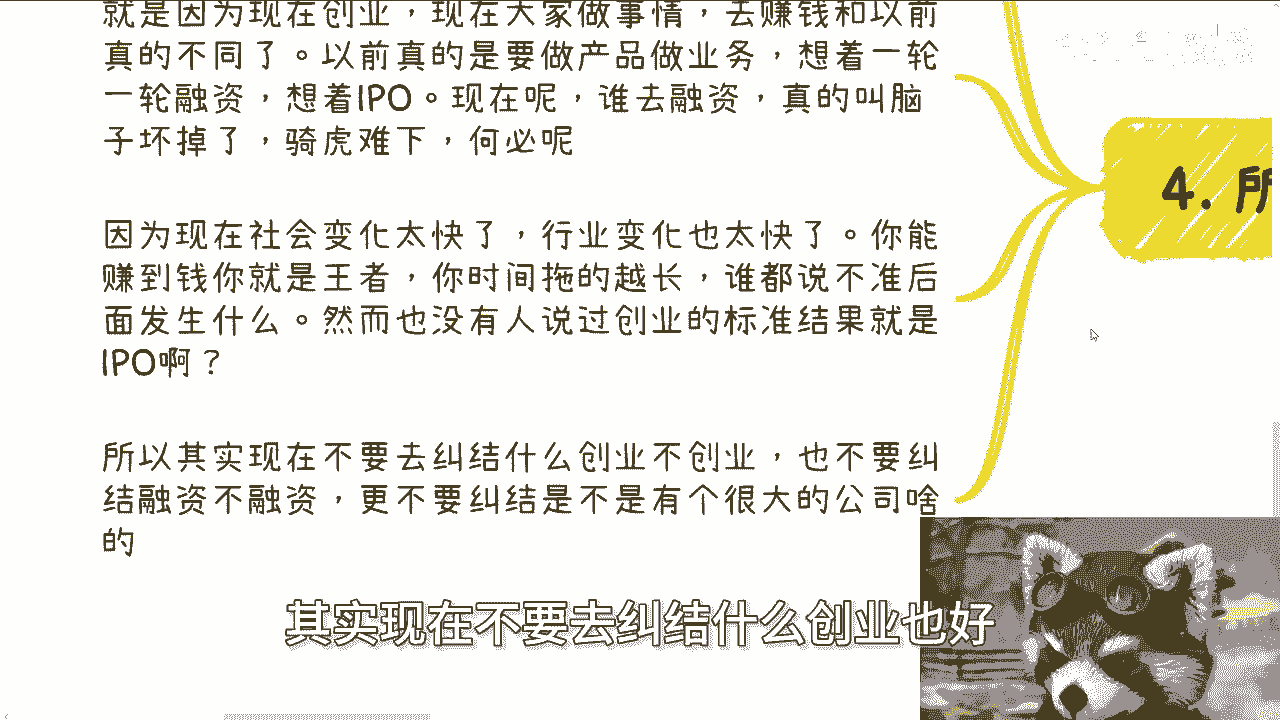 就是因为现在创业，现在大家做事情，去赚钱和以前
真的不同了。以前真的是要做产品做业务，想着一轮
一轮融资，想着IPO。现在呢，谁去融资，真的叫脑
子坏掉了，骑虎难下，何必呢
因为现在社会变化太快了，行业变化也太快了。你能
赚到钱你就是王者，你时间拖的越长，谁都说不准后
面发生什么。然而也没有人说过创业的标准结果就是
IPO啊？
所以其实现在不要去纠结什么创业不创业，也不要纠
结融资不融资，更不要纠结是不是有个很大的公司啥
的
4. 所
其实现在不要去纠结什么创业也好